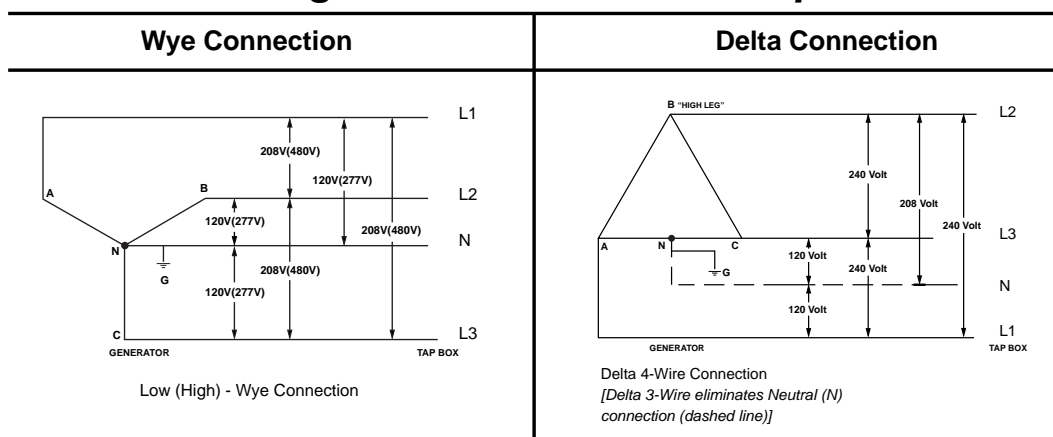 Wye Connection
L1
208V(480V)
120V(277V)
A
B
L2
120V(277V)
208V(480V)
N
N
G
208V(480V)
120V(277V)
C
L3
GENERATOR
TAP BOX
Low (High) - Wye Connection
Delta Connection
B "HIGH LEG"
L2
240 Volt
208 Volt
240 Volt
A
N
C
L3
120 Volt
240 Volt
G
N
120 Volt
L1
GENERATOR
TAP BOX
Delta 4-Wire Connection
[Delta 3-Wire eliminates Neutral (N)
connection (dashed line)]